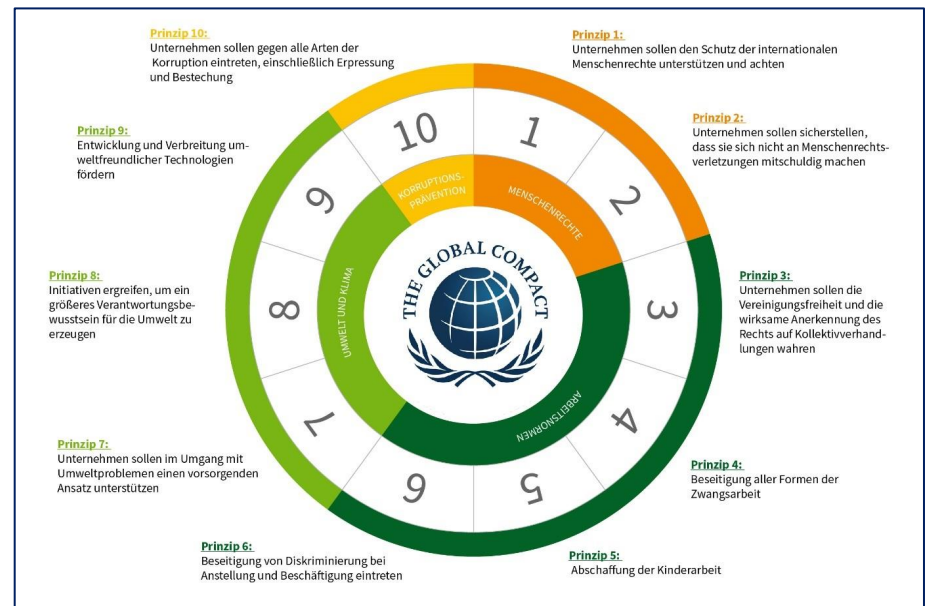 Prinzip 1:
Unternehmen sollen den Schutz der internationalen
Menschenrechte unterstützen und achten
Prinzip 2:
Unternehmen sollen sicherstellen,
dass sie sich nicht an Menschenrechts-
verletzungen mitschuldig machen
Prinzip 3:
Unternehmen sollen die
Vereinigungsfreiheit und die
wirksame Anerkennung des
Rechts auf Kollektivverhand-
lungen wahren
Prinzip 4:
Beseitigung aller Formen der
Zwangsarbeit
Prinzip 5:
Abschaffung der Kinderarbeit
Prinzip 6:
Beseitigung von Diskriminierung bei
Anstellung und Beschäftigung eintreten
Prinzip 7:
Unternehmen sollen im Umgang mit
Umweltproblemen einen vorsorgenden
Ansatz unterstützen
Prinzip 8:
Initiativen ergreifen, um ein
größeres Verantwortungsbe-
wusstsein für die Umwelt zu
erzeugen
Prinzip 9:
Entwicklung und Verbreitung um-
weltfreundlicher Technologien
fördern
Prinzip 10:
Unternehmen sollen gegen alle Arten der
Korruption eintreten, einschließlich Erpressung
und Bestechung
1
2
3
4
5
6
7
8
9
10
MENSCHENRECHTE
ARBEITSNORMEN
UMWELT UND KLIMA
KORRUPTIONS-
PRÄVENTION
THE GLOBAL COMPACT